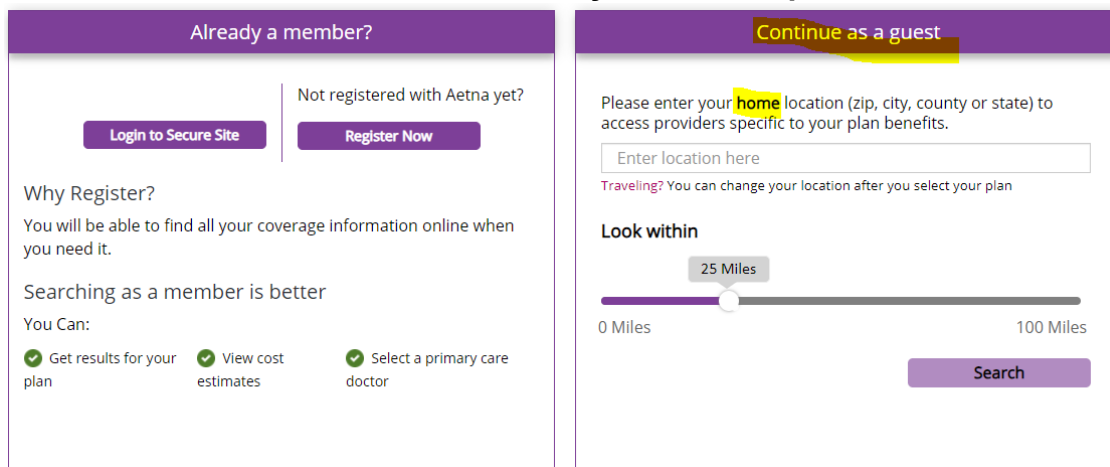 Already a member?
Not registered with Aetna yet?
Login to Secure Site
Register Now
Why Register?
You will be able to find all your coverage information online when
you need it.
Searching as a member is better
You Can:
Get results for your
plan
View cost
estimates
Select a primary care
doctor
Continue as a guest
Please enter your home location (zip, city, county or state) to
access providers specific to your plan benefits.
Enter location here
Traveling? You can change your location after you select your plan
Look within
25 Miles
0 Miles
100 Miles
Search